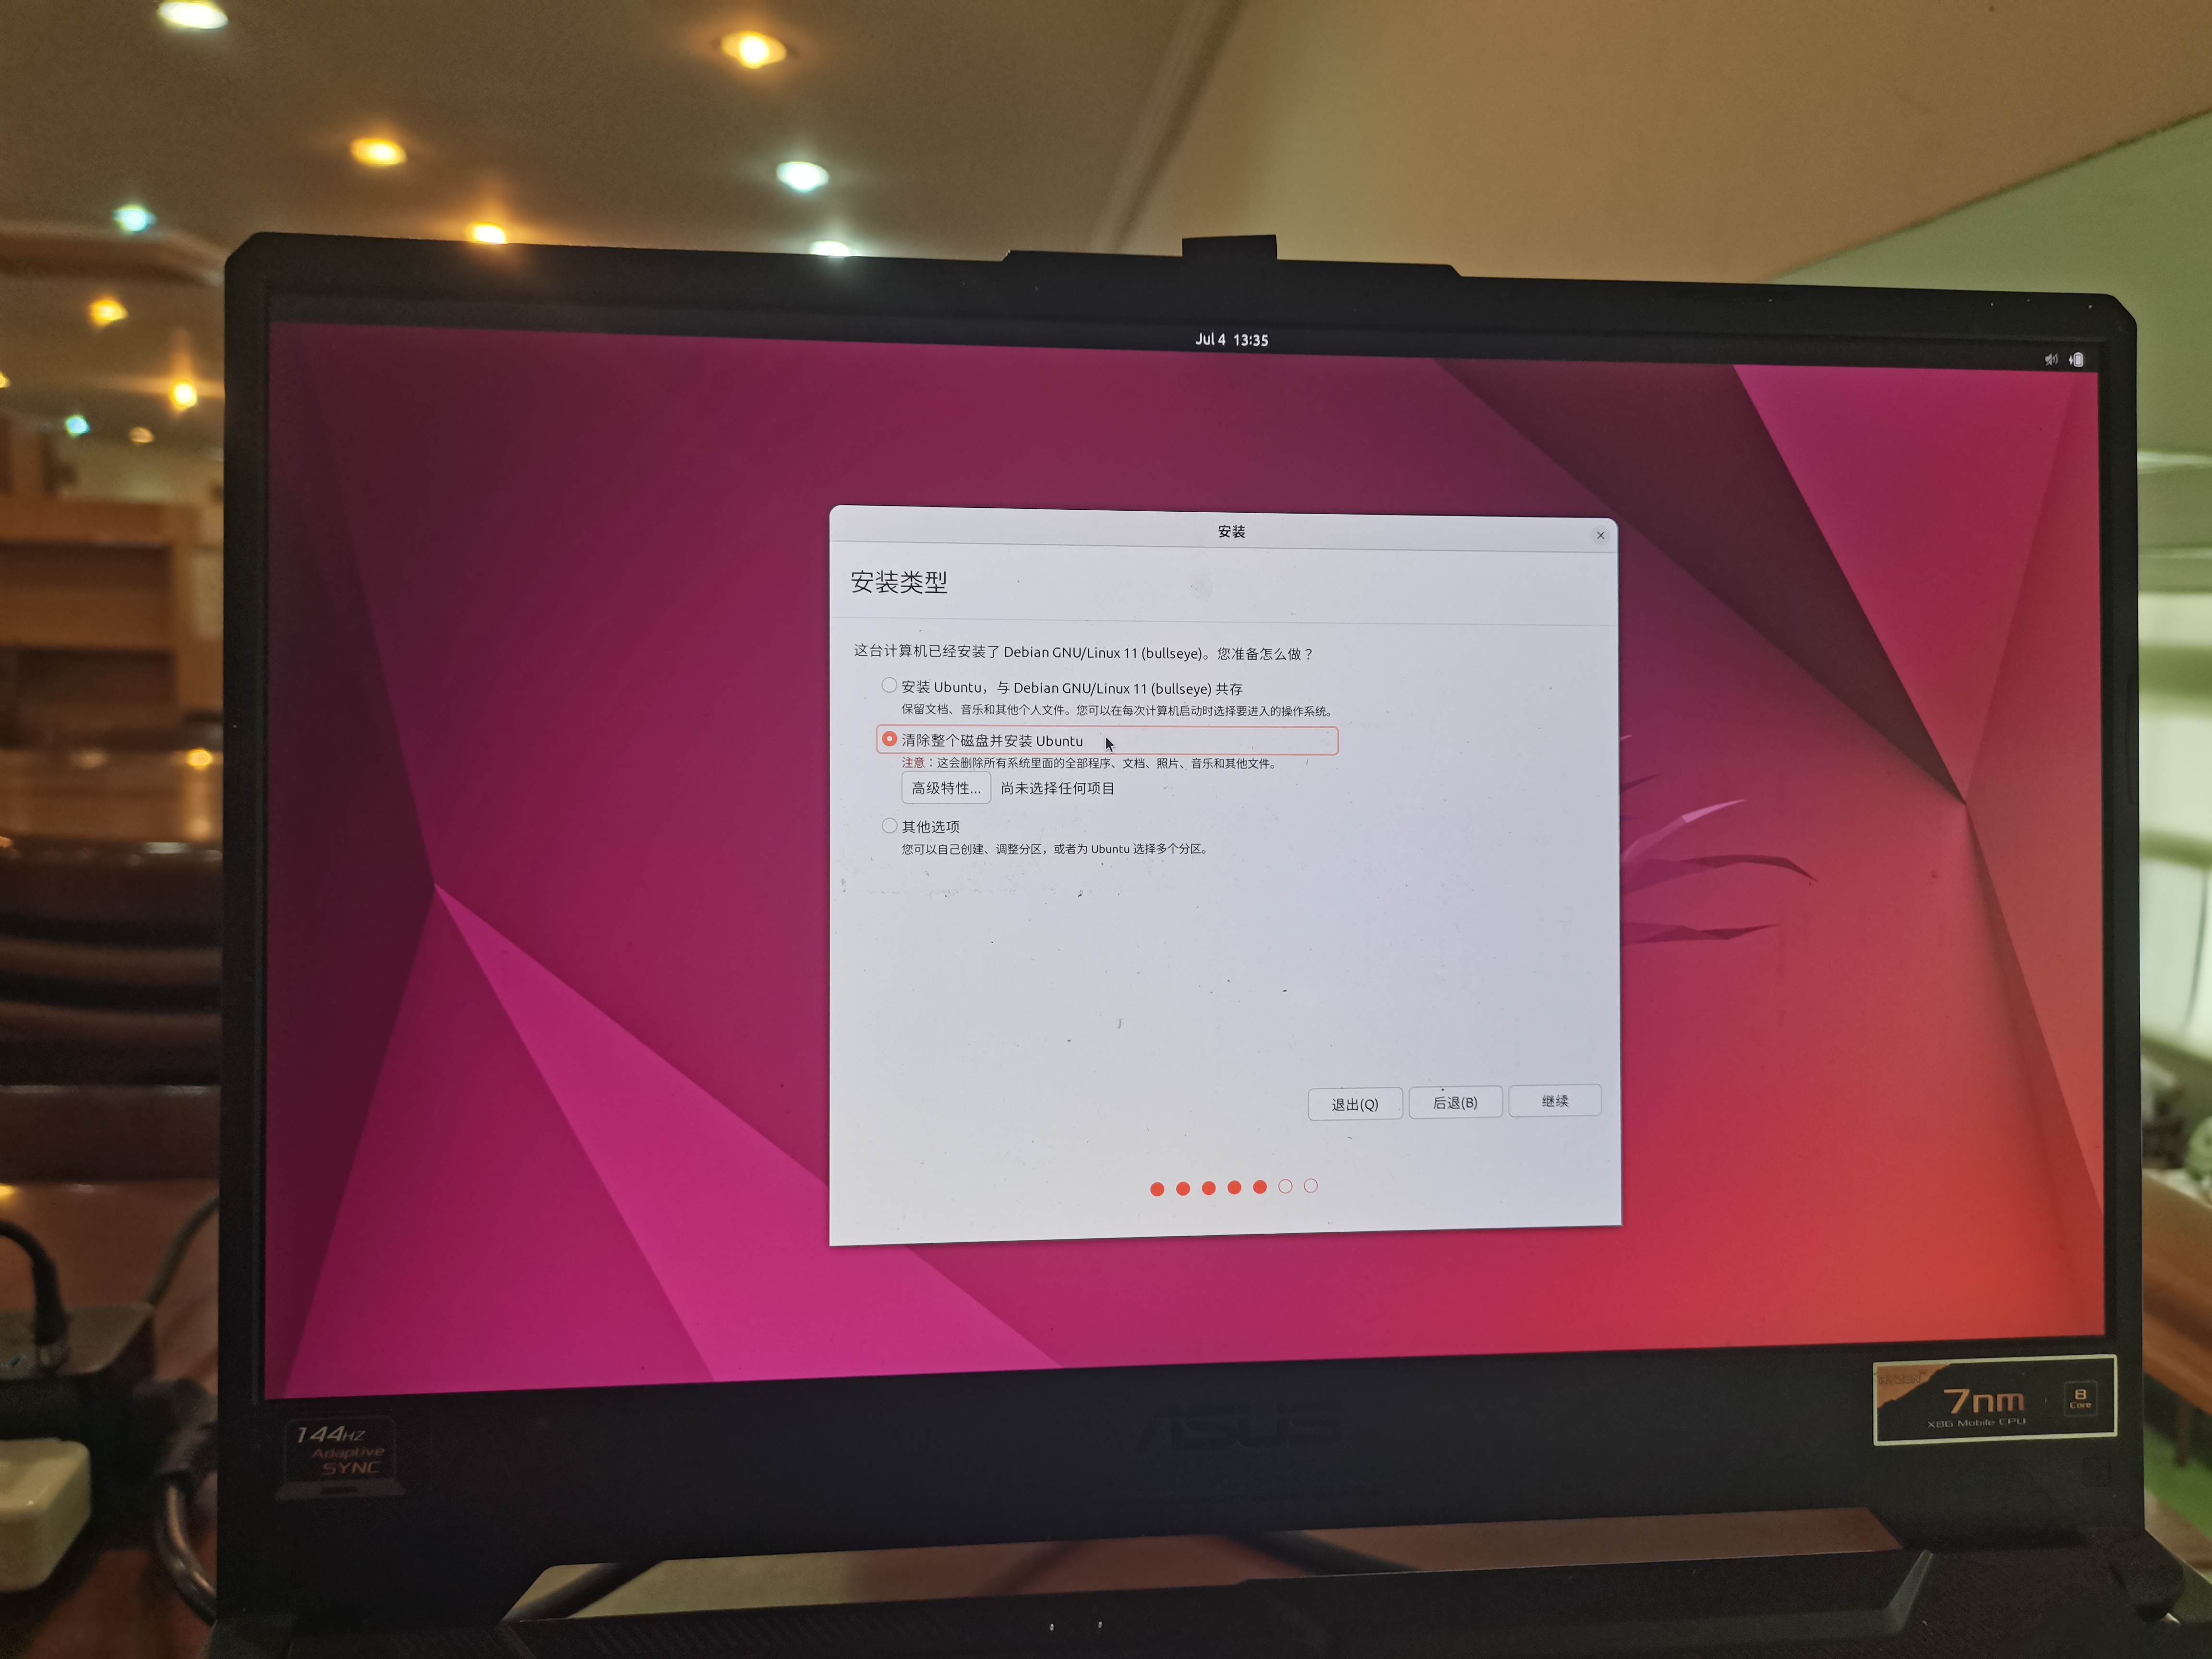 Jul 4 13:35
安装
安装类型
这台计算机已经安装了 Debian GNU/Linux 11 (bullseye)。您准备怎么做？
安装 Ubuntu，与 Debian GNU/Linux 11 (bullseye) 共存
保留文档、音乐和其他个人文件。您可以在每次计算机启动时选择要进入的操作系统。
清除整个磁盘并安装 Ubuntu
注意：这会删除所有系统里面的全部程序、文档、照片、音乐和其他文件。
高级特性... 尚未选择任何项目
其他选项
您可以自己创建、调整分区，或者为 Ubuntu 选择多个分区。
退出(Q) 后退(B) 继续
144HZ
Adaptive
SYNC
ASUS
RYZEN
7nm
X86 Mobile CPU
8
Core